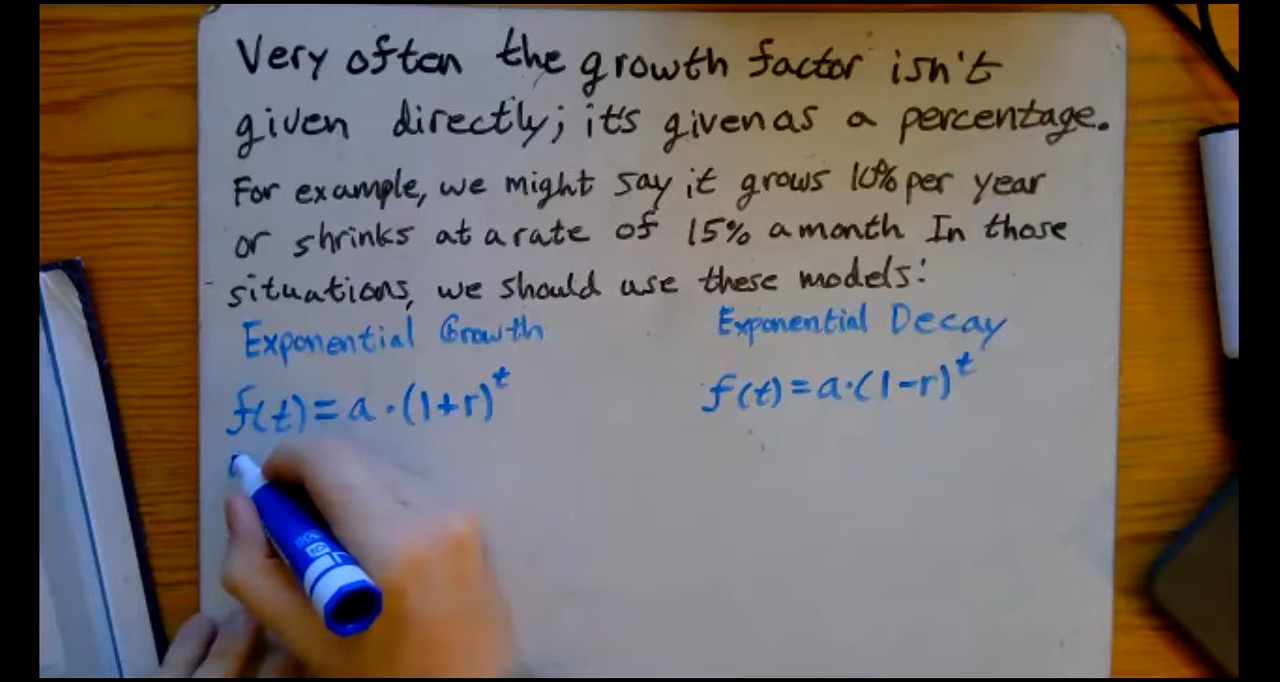 Very often the growth factor isn't
given directly; it's given as a percentage.
For example, we might say it grows 10% per year
or shrinks at a rate of 15% a month In those
situations, we should use these models:
Exponential Growth
f(t) = a · (1+r)^t
Exponential Decay
f(t) = a · (1-r)^t